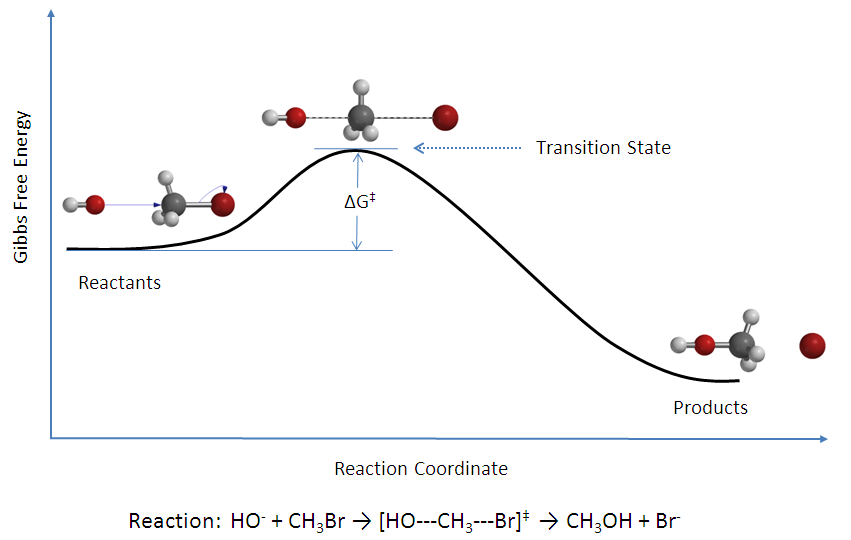 Gibbs Free Energy
Transition State
ΔG‡
Reactants
Products
Reaction Coordinate
Reaction: HO⁻ + CH₃Br → [HO---CH₃---Br]‡ → CH₃OH + Br⁻